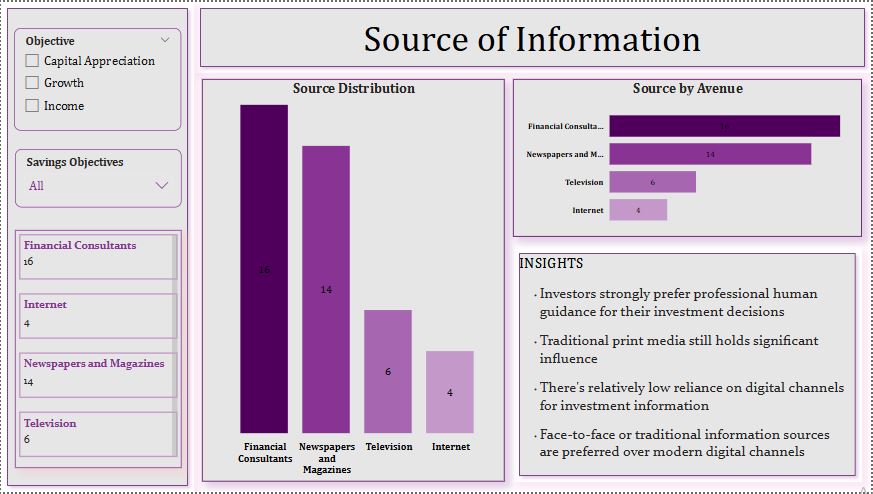 Source of Information
Objective
Capital Appreciation
Growth
Income
Savings Objectives
All
Financial Consultants
16
Internet
4
Newspapers and Magazines
14
Television
6
Source Distribution
16
14
6
4
Financial
Consultants
Newspapers
and
Magazines
Television
Internet
Source by Avenue
Financial Consulta...
16
Newspapers and M...
14
Television
6
Internet
4
INSIGHTS
· Investors strongly prefer professional human
guidance for their investment decisions
· Traditional print media still holds significant
influence
· There's relatively low reliance on digital channels
for investment information
· Face-to-face or traditional information sources
are preferred over modern digital channels